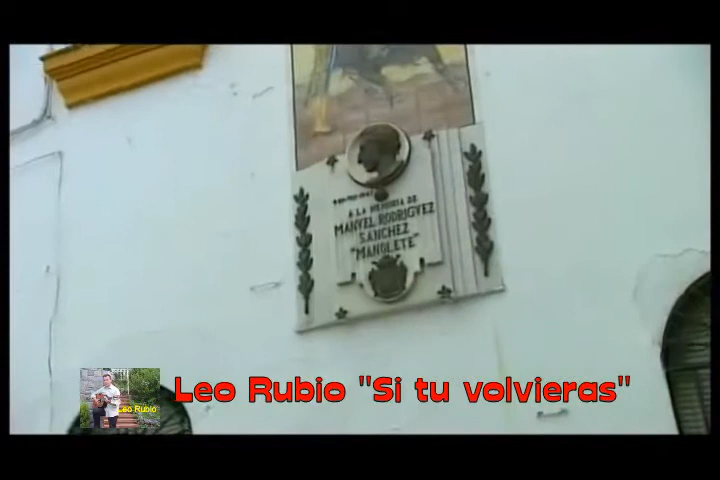 A LA MEMORIA DE
MANVEL RODRIGVEZ
SANCHEZ
"MANOLETE"
Leo Rubio
Leo Rubio "Si tu volvieras"